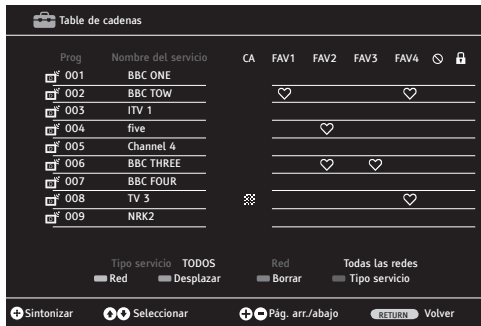 Table de cadenas
Prog Nombre del servicio CA FAV1 FAV2 FAV3 FAV4
001 BBC ONE
002 BBC TOW
003 ITV 1
004 five
005 Channel 4
006 BBC THREE
007 BBC FOUR
008 TV 3
009 NRK2
Tipo servicio TODOS Red Todas las redes
Red Desplazar Borrar Tipo servicio
Sintonizar Seleccionar Pág. arr./abajo RETURN Volver